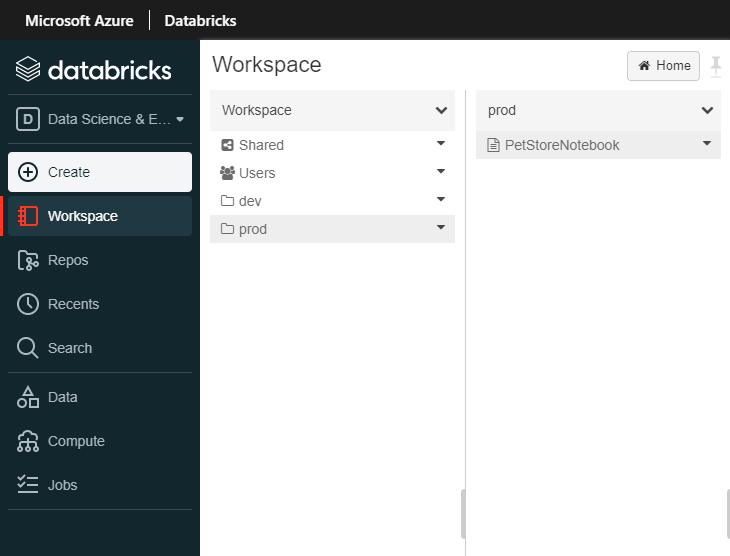 Microsoft Azure | Databricks
databricks
D Data Science & E...
Create
Workspace
Repos
Recents
Search
Data
Compute
Jobs
Workspace
Home
Workspace
Shared
Users
dev
prod
prod
PetStoreNotebook